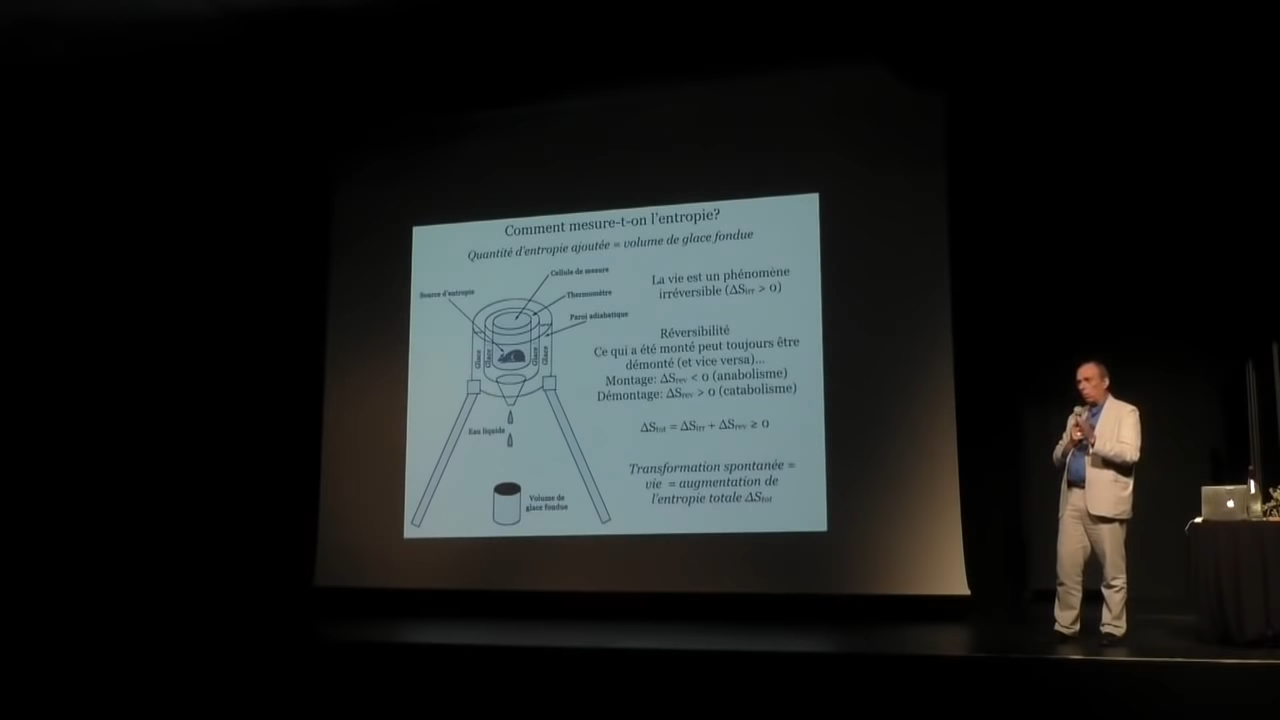 Comment mesure-t-on l'entropie?
Quantité d'entropie ajoutée = volume de glace fondue
Cellule de mesure
Source d'entropie
Thermomètre
Paroi adiabatique
Glace
Glace
Glace
Glace
Eau liquide
Volume de
glace fondue
La vie est un phénomène
irréversible (ΔSirr > 0)
Réversibilité
Ce qui a été monté peut toujours être
démonté (et vice versa)...
Montage: ΔSrev < 0 (anabolisme)
Démontage: ΔSrev > 0 (catabolisme)
ΔStot = ΔSirr + ΔSrev ≥ 0
Transformation spontanée =
vie = augmentation de
l'entropie totale ΔStot